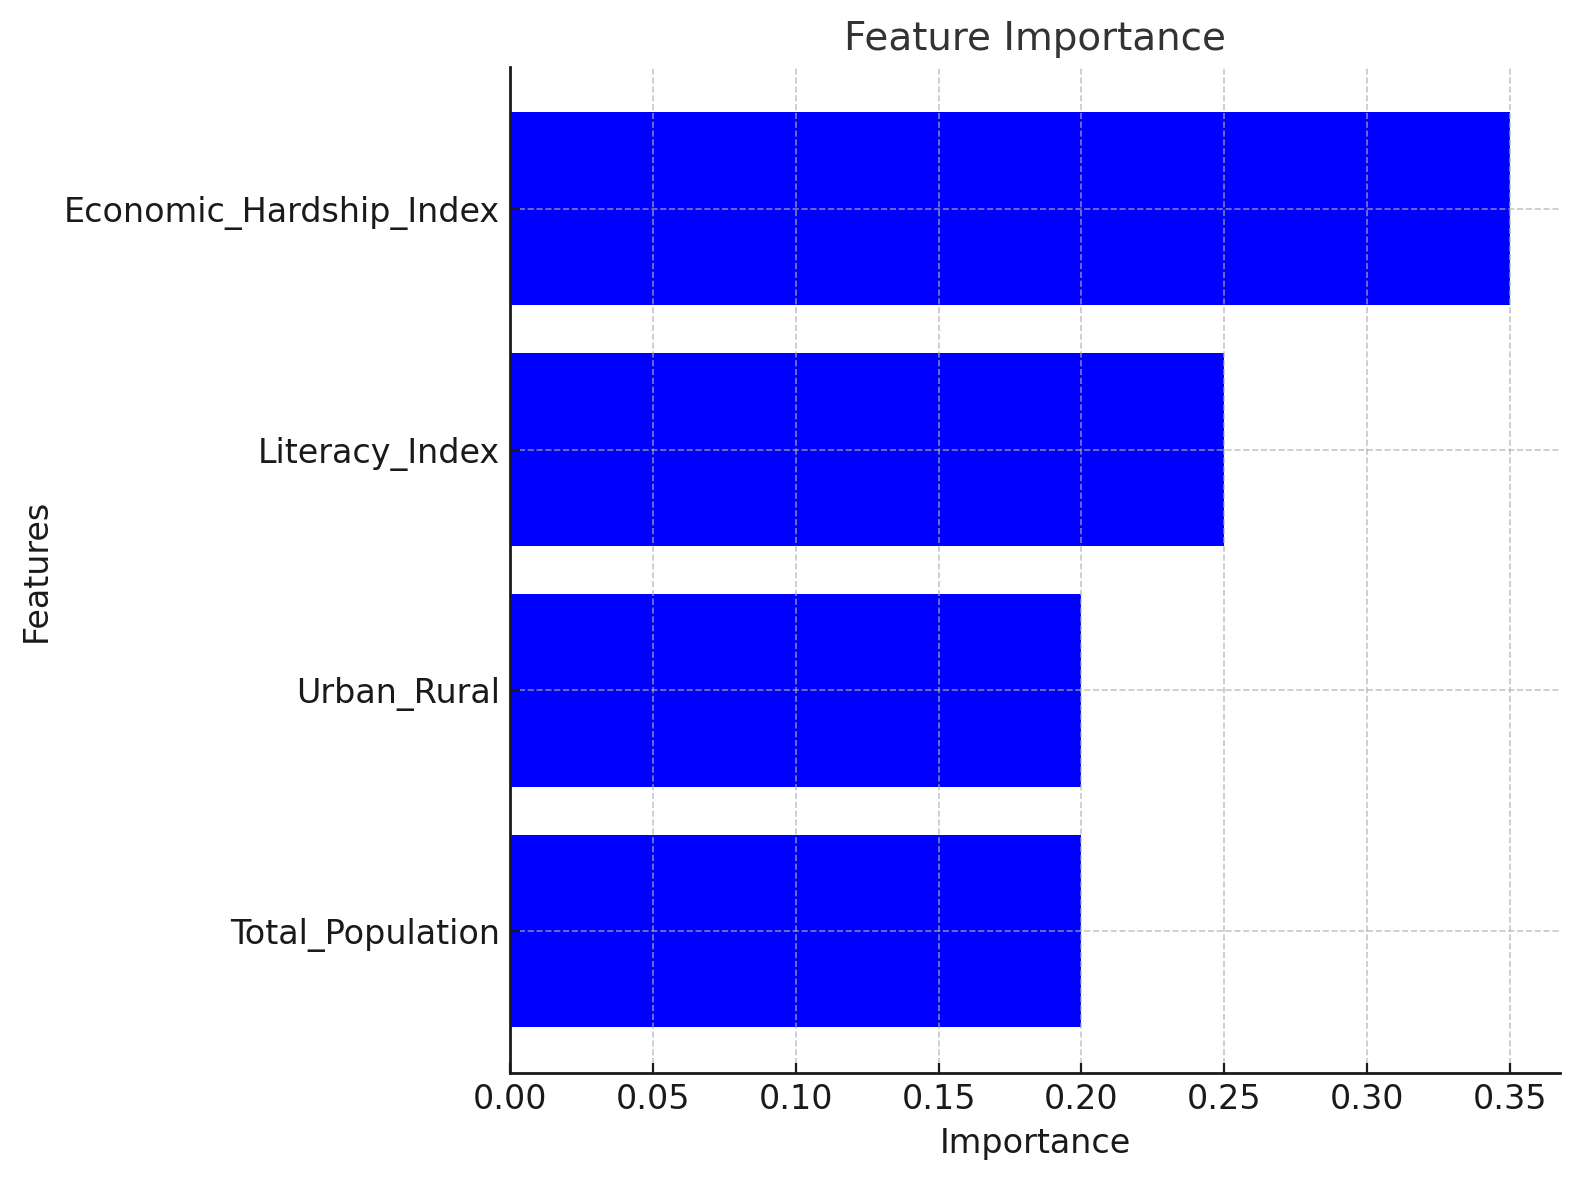 Feature Importance
Economic_Hardship_Index
Literacy_Index
Urban_Rural
Total_Population
Features
0.00 0.05 0.10 0.15 0.20 0.25 0.30 0.35
Importance